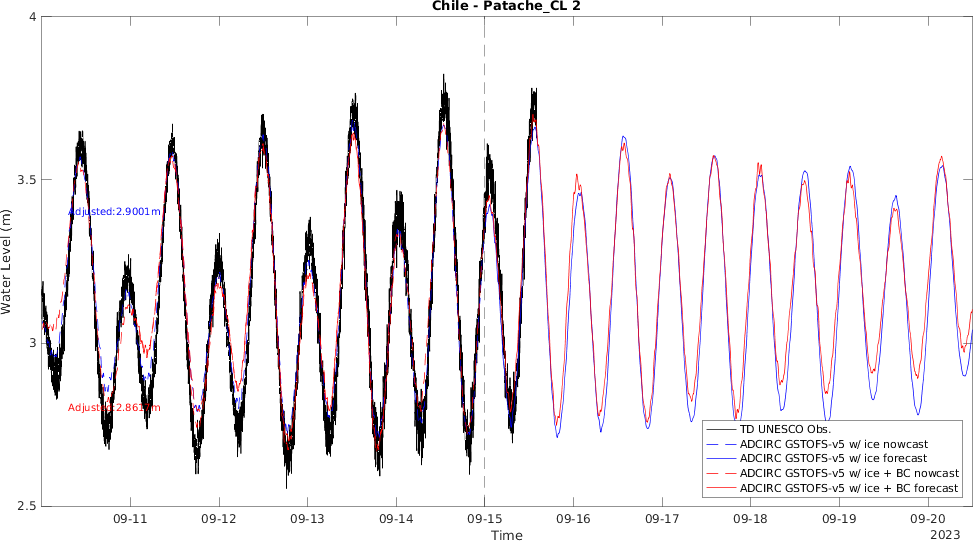 Chile - Patache_CL 2
4
3.5
3
2.5
Water Level (m)
Adjusted:2.9001m
Adjusted:2.8617m
TD UNESCO Obs.
ADCIRC GSTOFS-v5 w/ ice nowcast
ADCIRC GSTOFS-v5 w/ ice forecast
ADCIRC GSTOFS-v5 w/ ice + BC nowcast
ADCIRC GSTOFS-v5 w/ ice + BC forecast
09-11 09-12 09-13 09-14 09-15 09-16 09-17 09-18 09-19 09-20
Time
2023